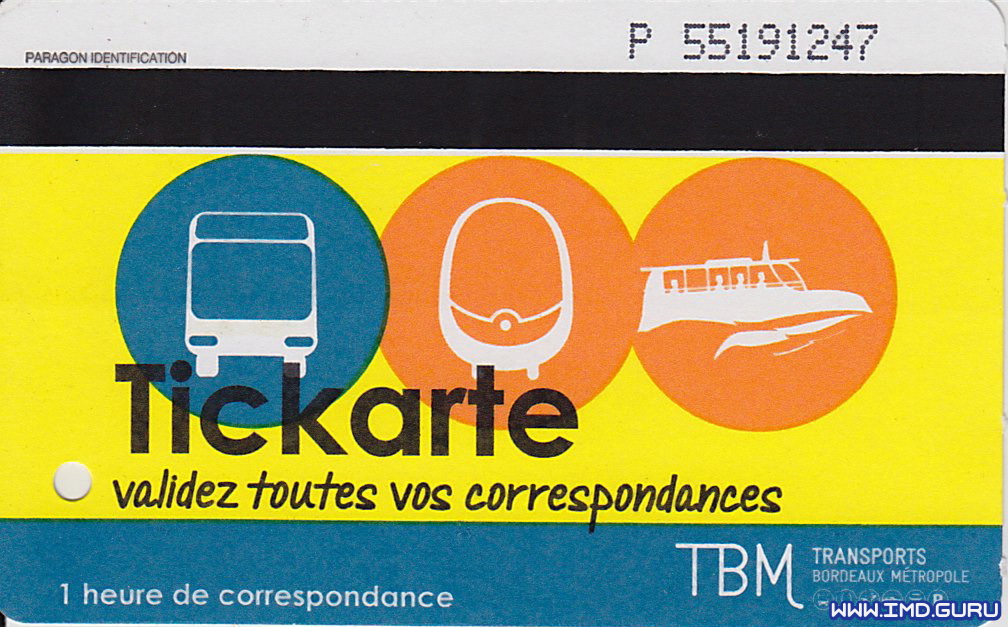 P 55191247
PARAGON IDENTIFICATION
Tickarte
validez toutes vos correspondances
TBM
TRANSPORTS
BORDEAUX MÉTROPOLE
1 heure de correspondance
P
WWW.IMD.GURU